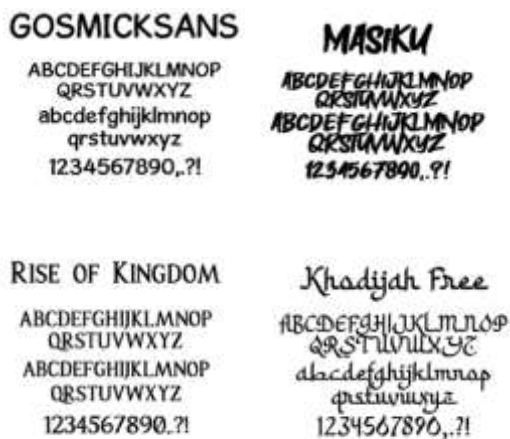 GOSMICKSANS
ABCDEFGHIJKLMNOP
QRSTUVWXYZ
abcdefghijklmnop
qrstuvwxyz
1234567890,.?!
MASIKU
ABCDEFGHIJKLMNOP
QRSTUVWXYZ
ABCDEFGHIJKLMNOP
QRSTUVWXYZ
1234567890,.?!
RISE OF KINGDOM
ABCDEFGHIJKLMNOP
QRSTUVWXYZ
ABCDEFGHIJKLMNOP
QRSTUVWXYZ
1234567890,.?!
Khodijah Free
ABCDEFGHIJKLMNOP
QRSTUVWXYZ
abcdefghijklmnop
qrstuvwxyz
1234567890,.?!